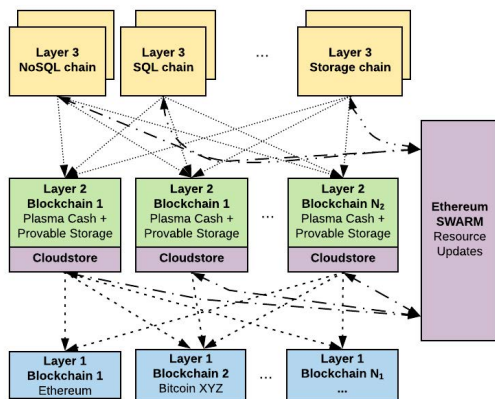 Layer 3
NoSQL chain
Layer 3
SQL chain
...
Layer 3
Storage chain
Layer 2
Blockchain 1
Plasma Cash +
Provable Storage
Cloudstore
Layer 2
Blockchain 1
Plasma Cash +
Provable Storage
Cloudstore
...
Layer 2
Blockchain N₂
Plasma Cash +
Provable Storage
Cloudstore
Ethereum
SWARM
Resource
Updates
Layer 1
Blockchain 1
Ethereum
Layer 1
Blockchain 2
Bitcoin XYZ
...
Layer 1
Blockchain N₁
...